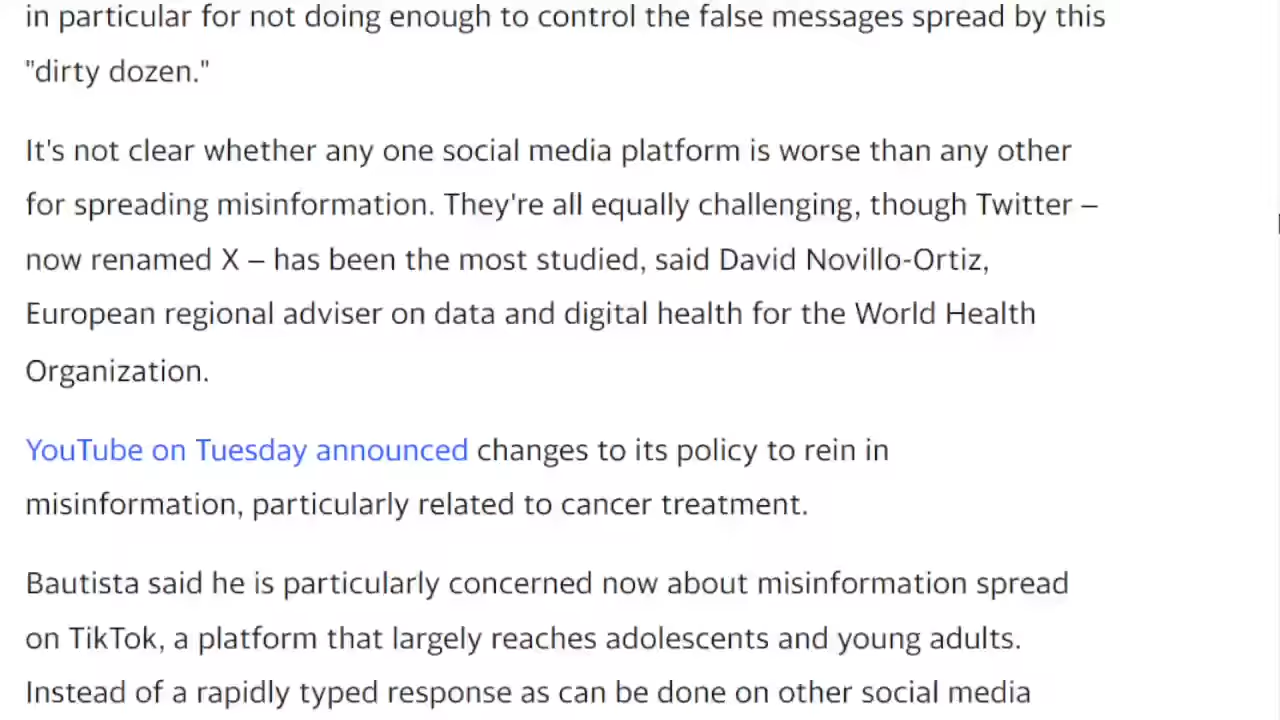 in particular for not doing enough to control the false messages spread by this
"dirty dozen."
It's not clear whether any one social media platform is worse than any other
for spreading misinformation. They're all equally challenging, though Twitter –
now renamed X – has been the most studied, said David Novillo-Ortiz,
European regional adviser on data and digital health for the World Health
Organization.
YouTube on Tuesday announced changes to its policy to rein in
misinformation, particularly related to cancer treatment.
Bautista said he is particularly concerned now about misinformation spread
on TikTok, a platform that largely reaches adolescents and young adults.
Instead of a rapidly typed response as can be done on other social media